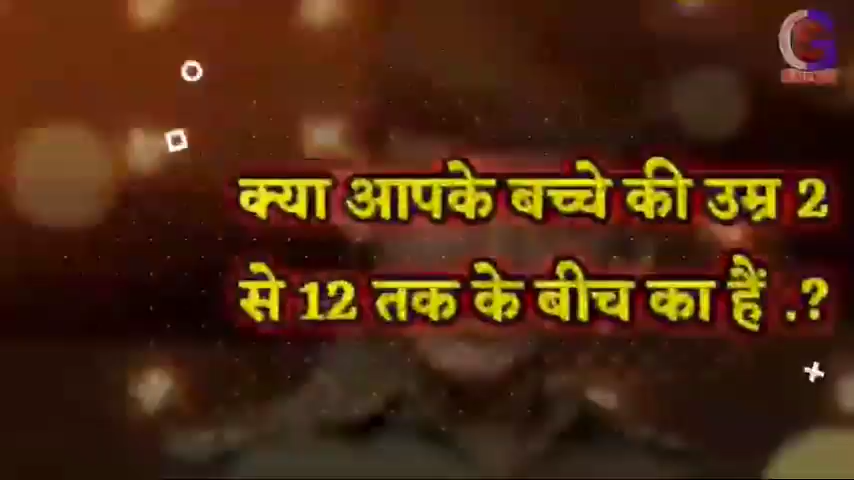 क्या आपके बच्चे की उम्र 2
से 12 तक के बीच का हैं .?